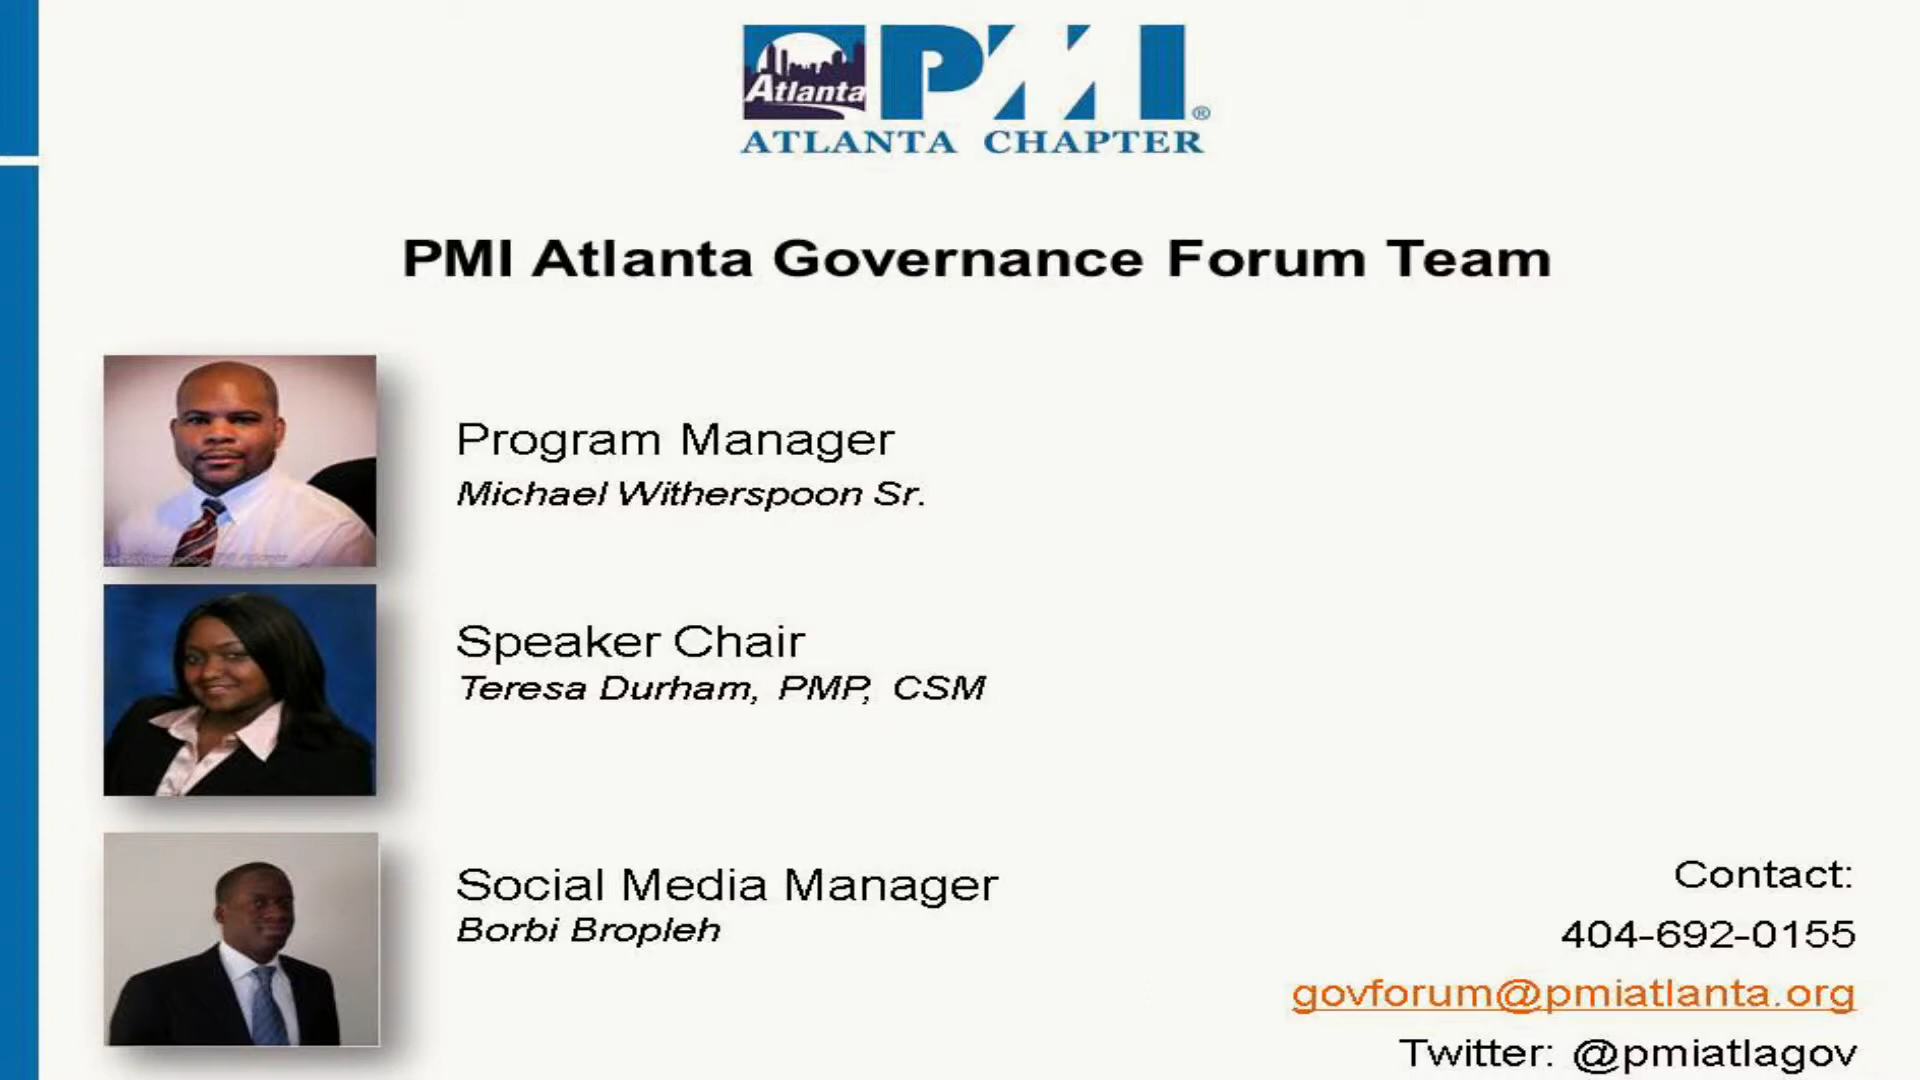 Atlanta PMI®
ATLANTA CHAPTER
PMI Atlanta Governance Forum Team
Program Manager
Michael Witherspoon Sr.
Speaker Chair
Teresa Durham, PMP, CSM
Social Media Manager
Borbi Bropleh
Contact:
404-692-0155
govforum@pmiatlanta.org
Twitter: @pmiatlagov